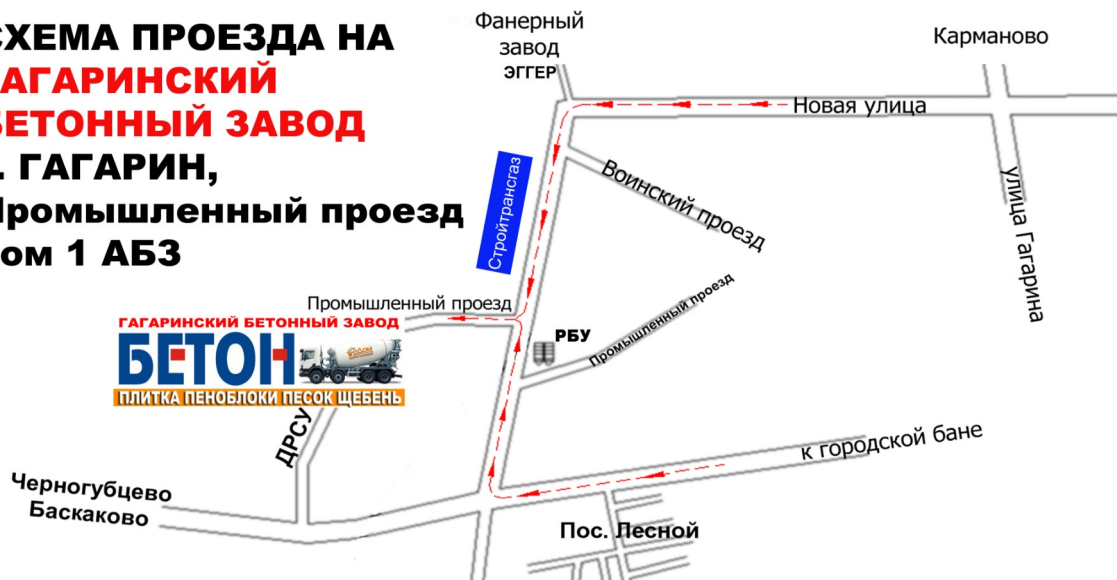 СХЕМА ПРОЕЗДА НА
ГАГАРИНСКИЙ
БЕТОННЫЙ ЗАВОД
. ГАГАРИН,
Промышленный проезд
ом 1 АБЗ
Фанерный
завод
ЭГГЕР
Карманово
Новая улица
Воинский проезд
улица Гагарина
Стройтрансгаз
Промышленный проезд
Промышленный проезд
РБУ
ГАГАРИНСКИЙ БЕТОННЫЙ ЗАВОД
БЕТОН
ПЛИТКА ПЕНОБЛОКИ ПЕСОК ЩЕБЕНЬ
ДРСУ
к городской бане
Черногубцево
Баскаково
Пос. Лесной